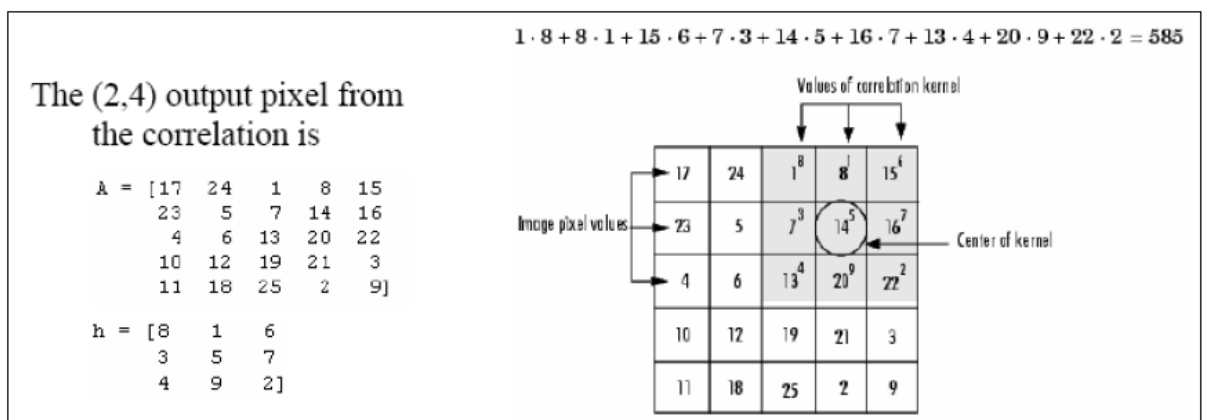 1 · 8 + 8 · 1 + 15 · 6 + 7 · 3 + 14 · 5 + 16 · 7 + 13 · 4 + 20 · 9 + 22 · 2 = 585
The (2,4) output pixel from
the correlation is
A = [17 24 1 8 15
23 5 7 14 16
4 6 13 20 22
10 12 19 21 3
11 18 25 2 9]
h = [8 1 6
3 5 7
4 9 2]
Values of correlation kernel
Image pixel values
Center of kernel
17 24 1 8 8 1 15 6
23 5 7 3 14 5 16 7
4 6 13 4 20 9 22 2
10 12 19 21 3
11 18 25 2 9